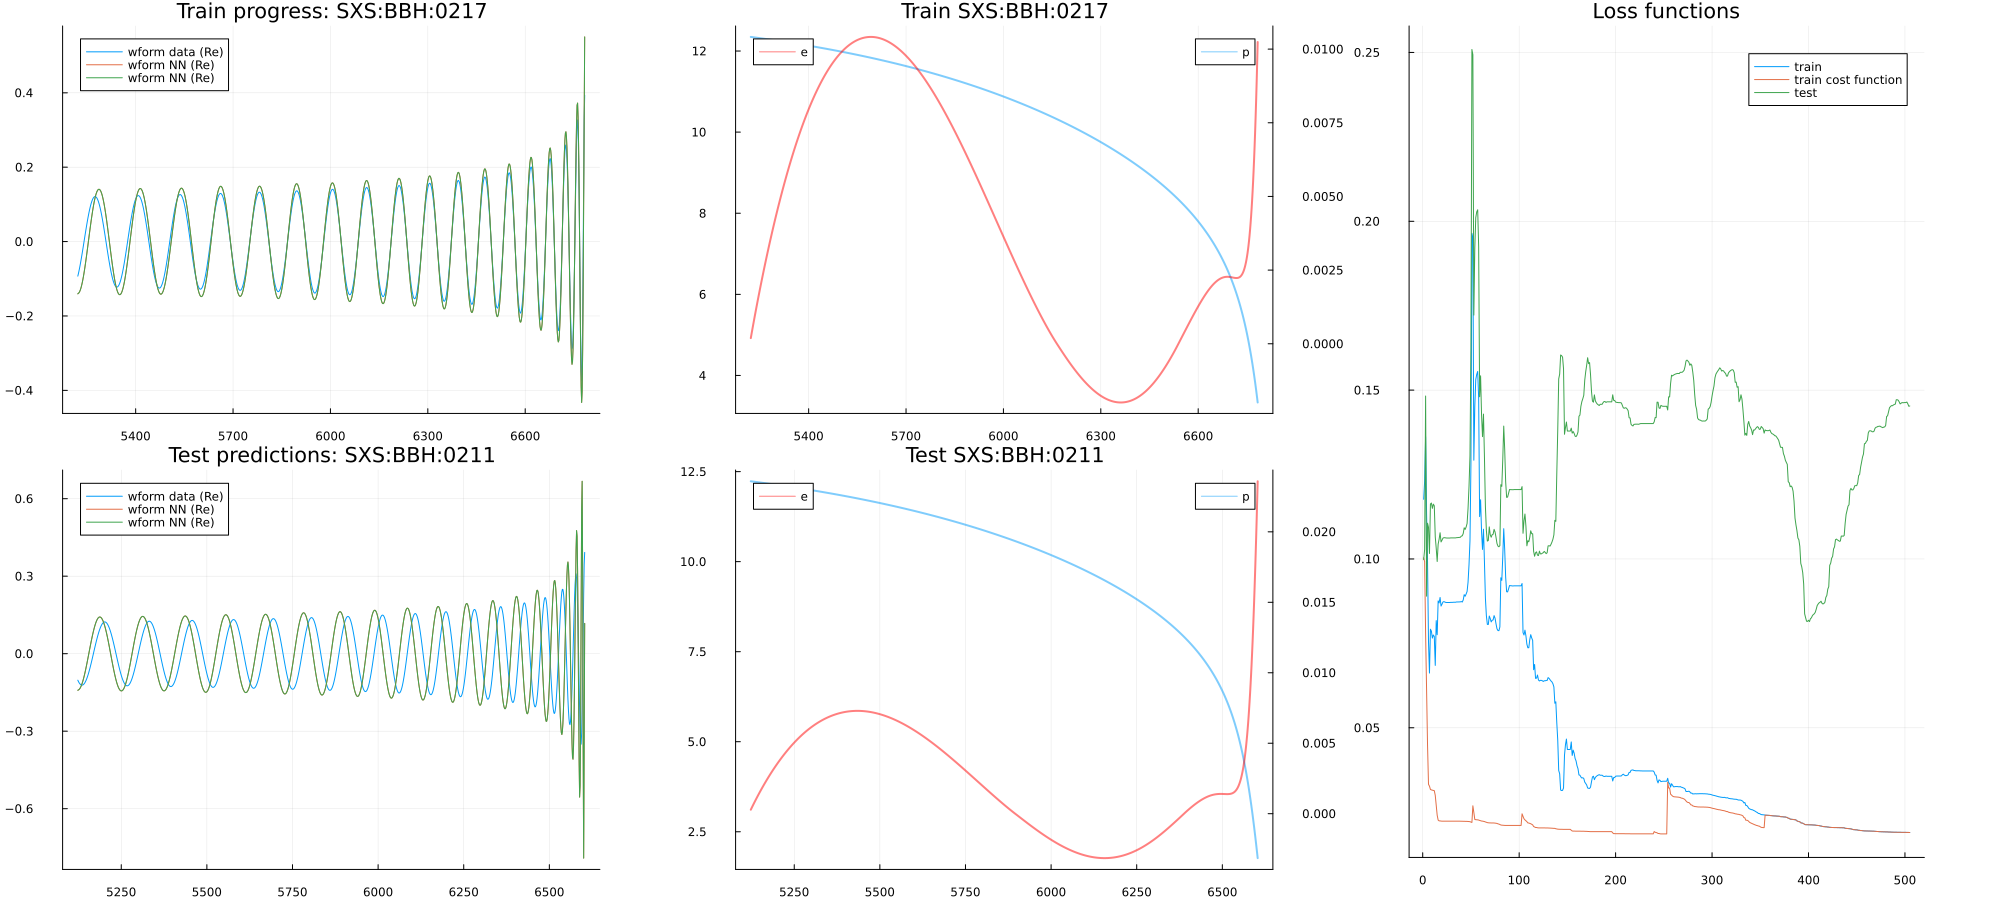 Train progress: SXS:BBH:0217
wform data (Re)
wform NN (Re)
wform NN (Re)
0.4
0.2
0.0
−0.2
−0.4
5400 5700 6000 6300 6600
Train SXS:BBH:0217
e
p
12
10
8
6
4
0.0100
0.0075
0.0050
0.0025
0.0000
5400 5700 6000 6300 6600
Test predictions: SXS:BBH:0211
wform data (Re)
wform NN (Re)
wform NN (Re)
0.6
0.3
0.0
−0.3
−0.6
5250 5500 5750 6000 6250 6500
Test SXS:BBH:0211
e
p
12.5
10.0
7.5
5.0
2.5
0.020
0.015
0.010
0.005
0.000
5250 5500 5750 6000 6250 6500
Loss functions
train
train cost function
test
0.25
0.20
0.15
0.10
0.05
0 100 200 300 400 500